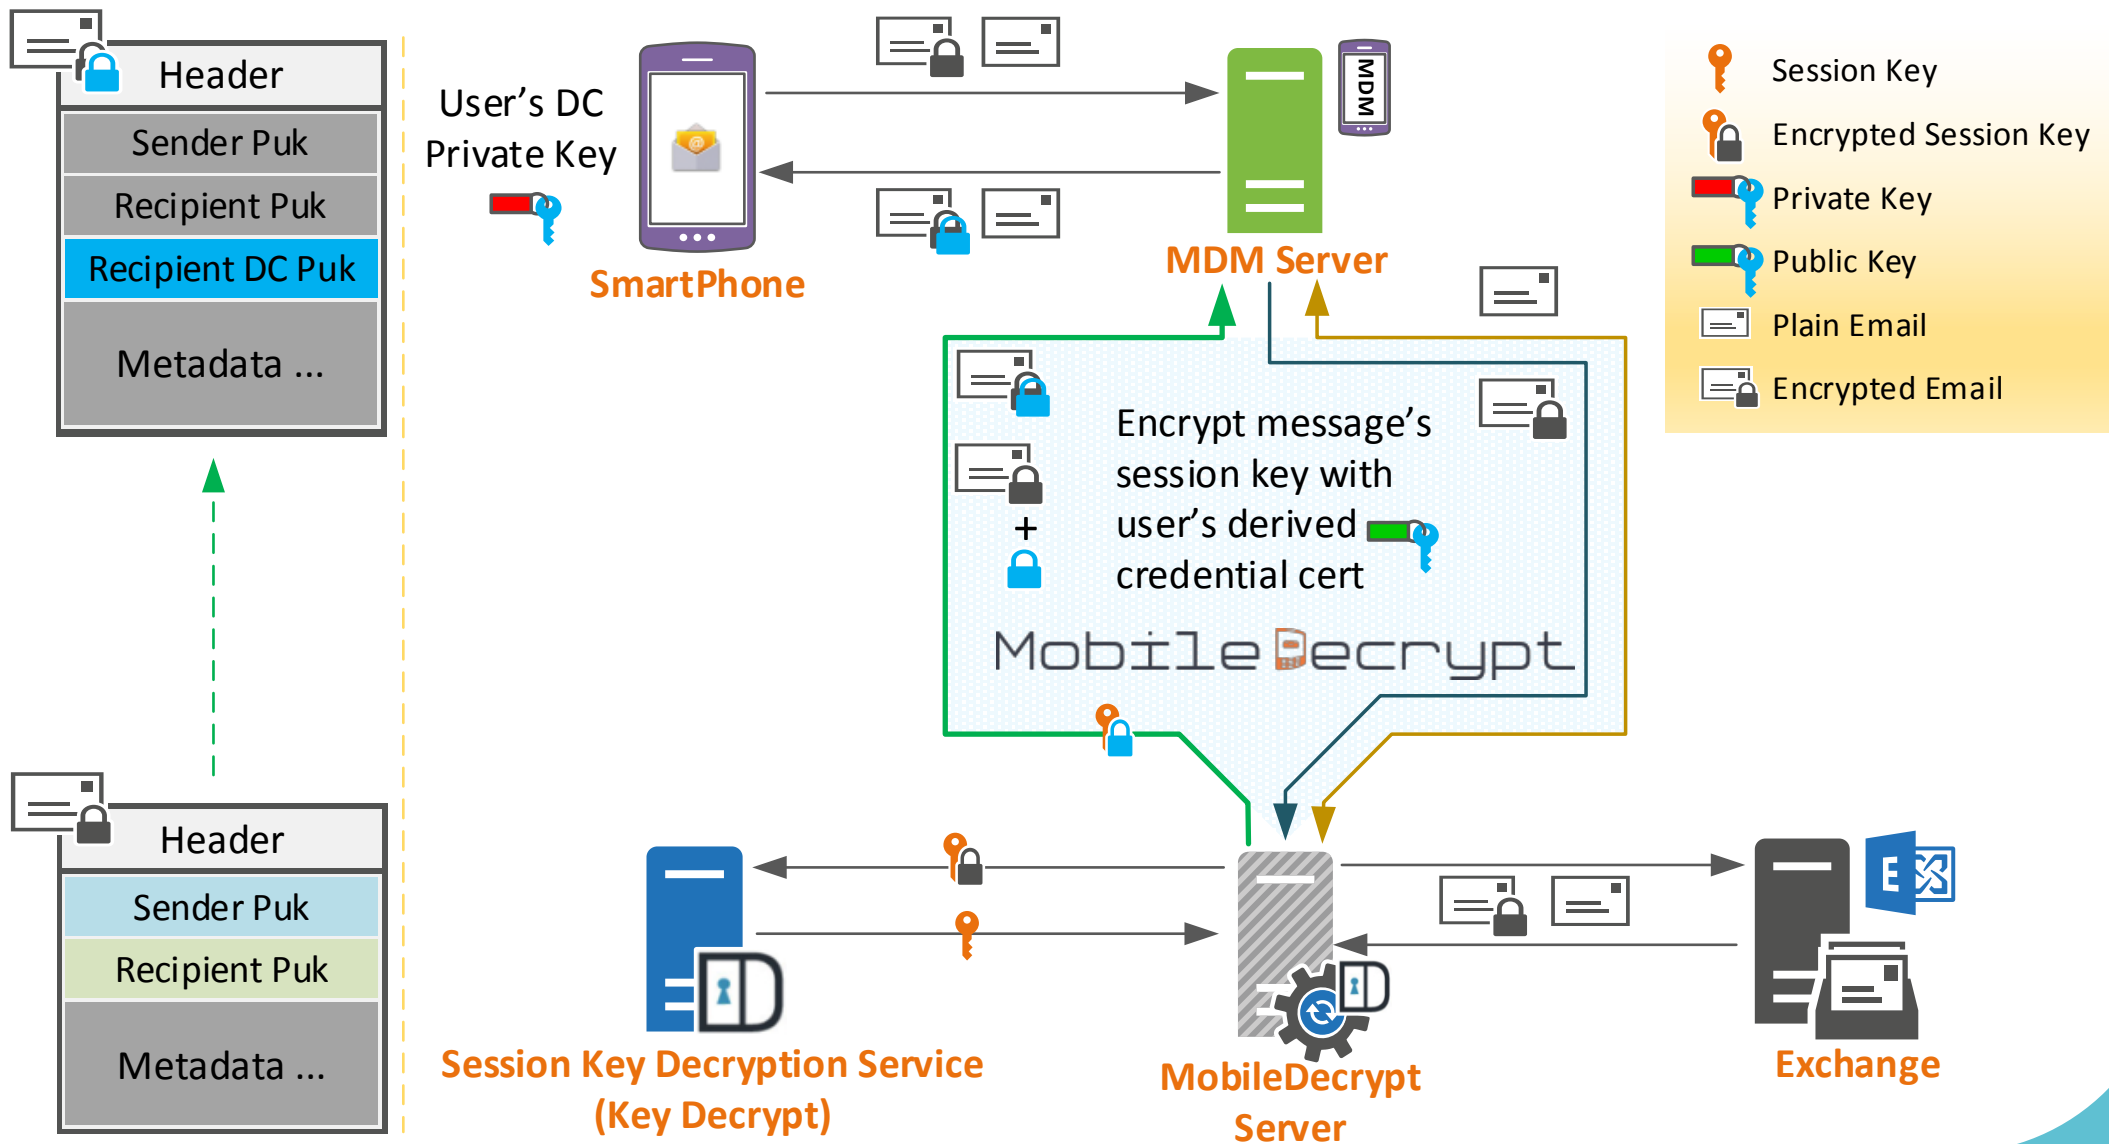 Header
Sender Puk
Recipient Puk
Recipient DC Puk
Metadata ...
Header
Sender Puk
Recipient Puk
Metadata ...
User's DC
Private Key
SmartPhone
MDM
MDM Server
Encrypt message's
session key with
user's derived
credential cert
+
MobileDecrypt
Session Key Decryption Service
(Key Decrypt)
MobileDecrypt
Server
E
Exchange
Session Key
Encrypted Session Key
Private Key
Public Key
Plain Email
Encrypted Email